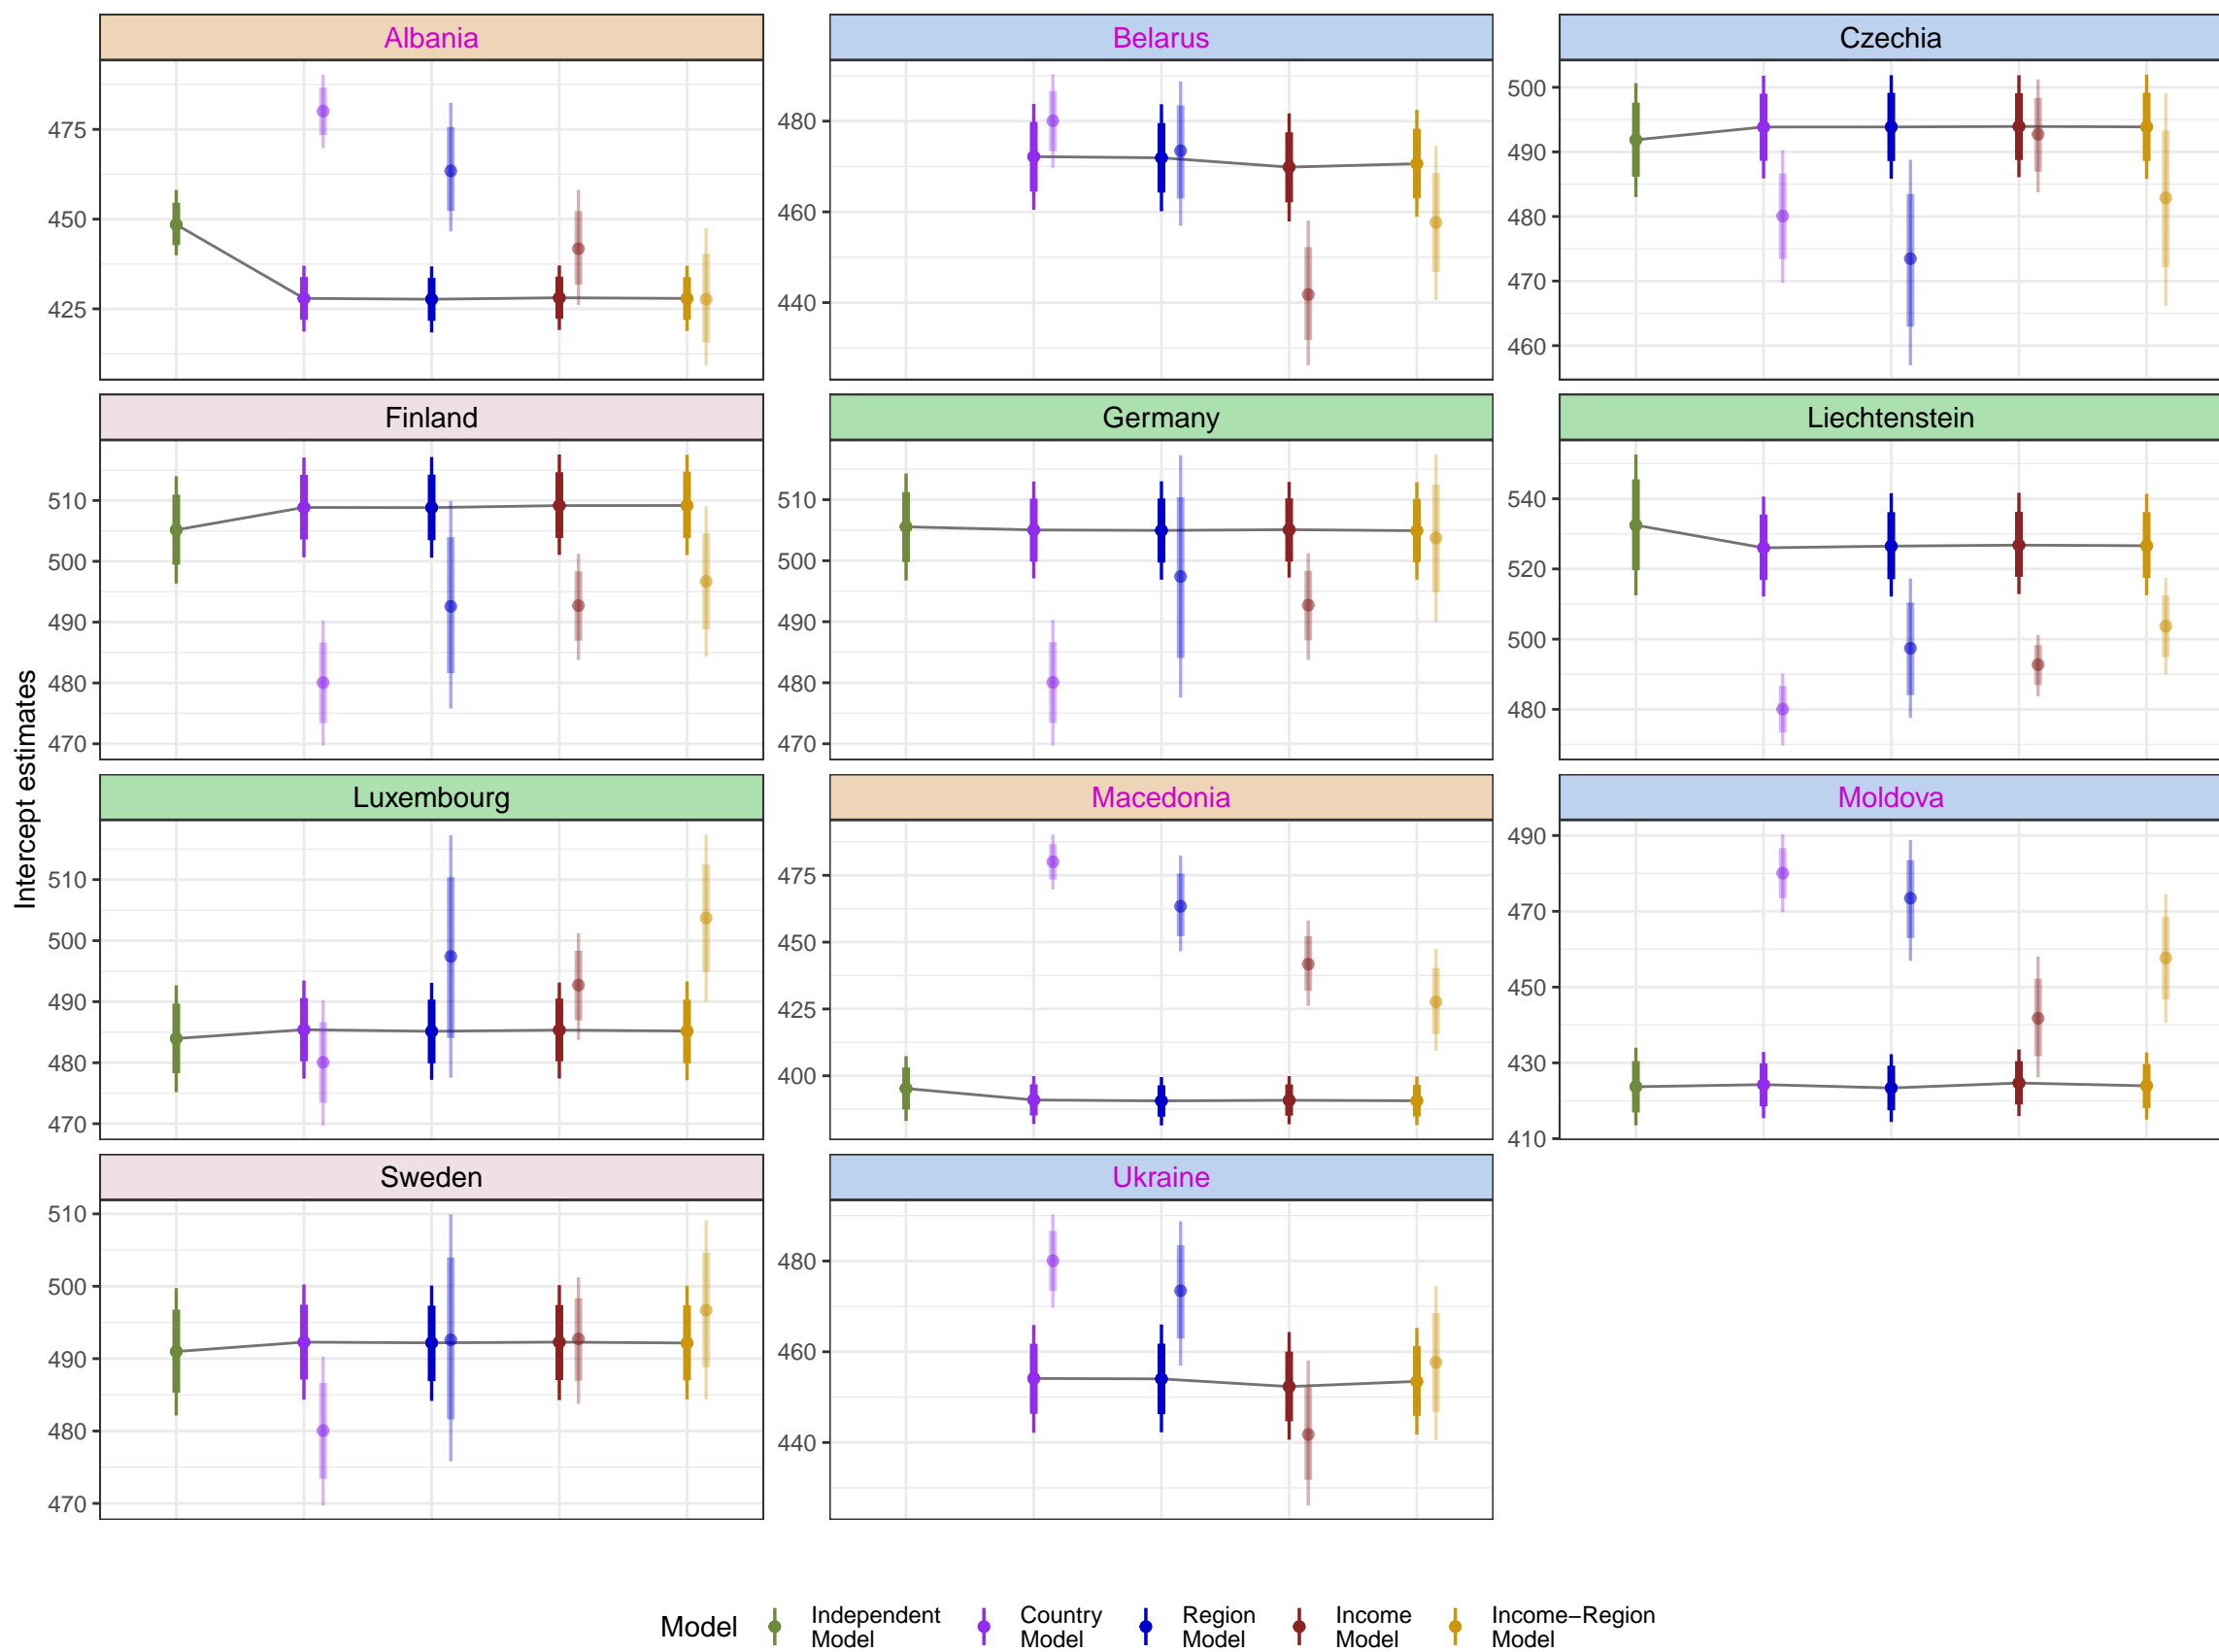 Albania
Belarus
Czechia
475
450
425
480
460
440
500
490
480
470
460
Finland
Germany
Liechtenstein
510
500
490
480
470
510
500
490
480
470
540
520
500
480
Intercept estimates
Luxembourg
Macedonia
Moldova
510
500
490
480
470
475
450
425
400
490
470
450
430
410
Sweden
Ukraine
510
500
490
480
470
480
460
440
Model
Independent
Model
Country
Model
Region
Model
Income
Model
Income−Region
Model